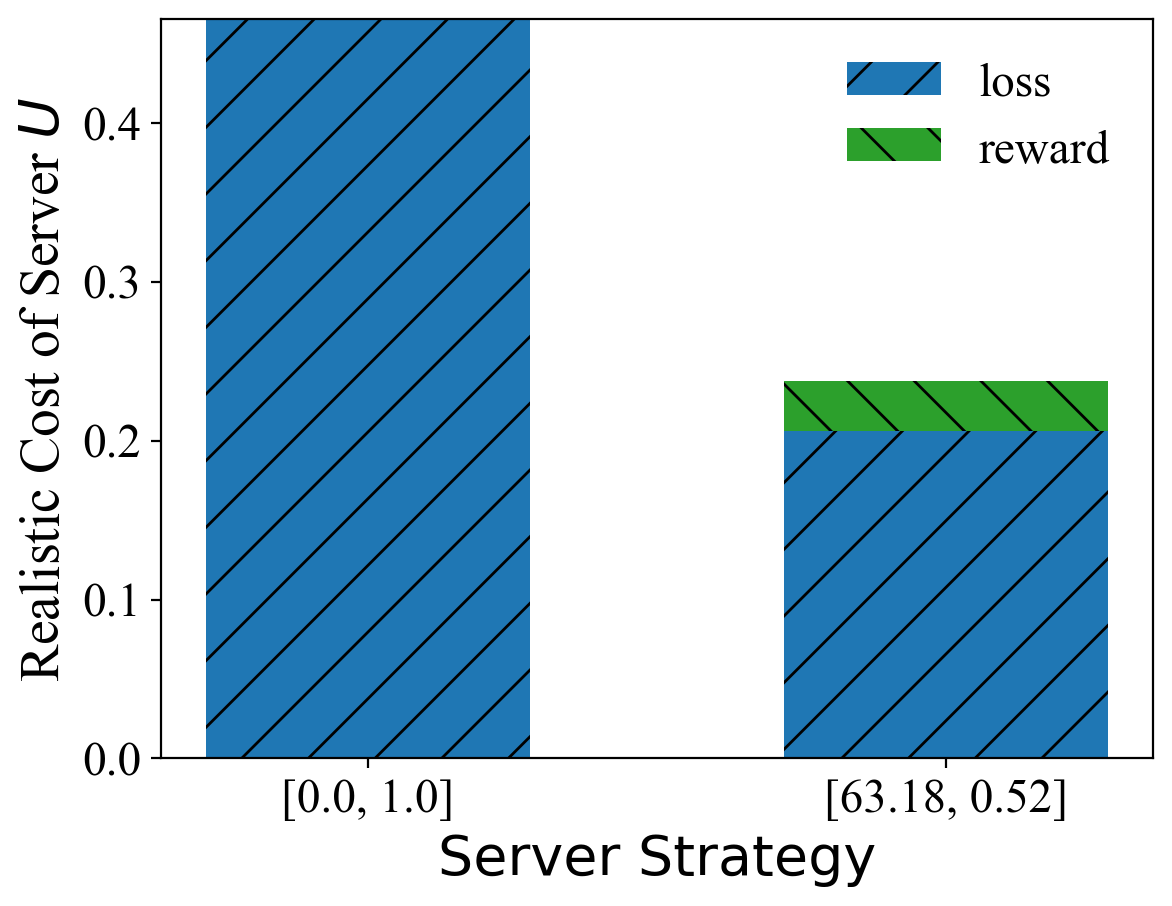 Realistic Cost of Server U
0.4
0.3
0.2
0.1
0.0
loss
reward
[0.0, 1.0]
[63.18, 0.52]
Server Strategy